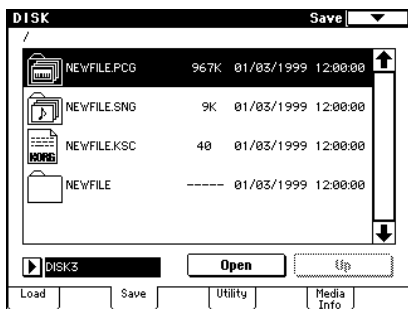 DISK Save
/
NEWFILE.PCG 967K 01/03/1999 12:00:00
NEWFILE.SNG 9K 01/03/1999 12:00:00
KORG NEWFILE.KSC 40 01/03/1999 12:00:00
NEWFILE ----- 01/03/1999 12:00:00
DISK3 Open Up
Load Save Utility Media Info